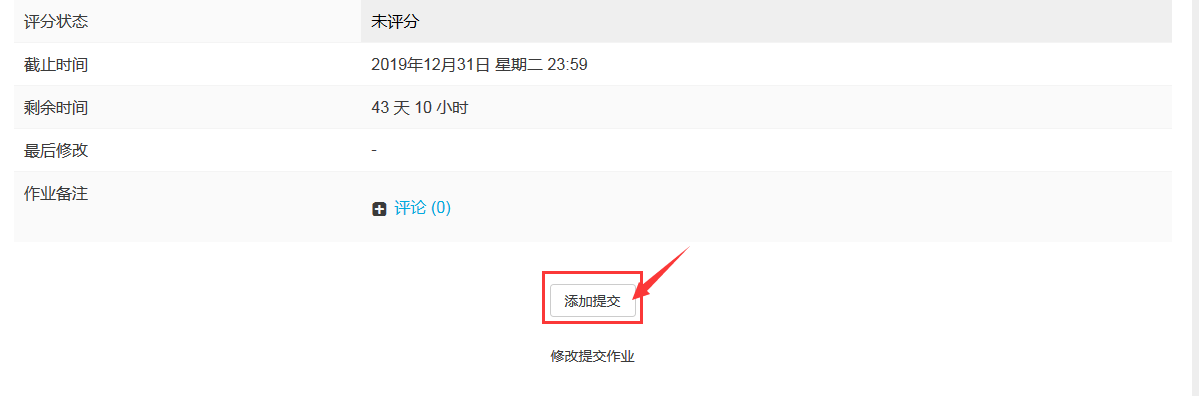 评分状态 未评分
截止时间 2019年12月31日 星期二 23:59
剩余时间 43 天 10 小时
最后修改 -
作业备注
评论 (0)
添加提交
修改提交作业